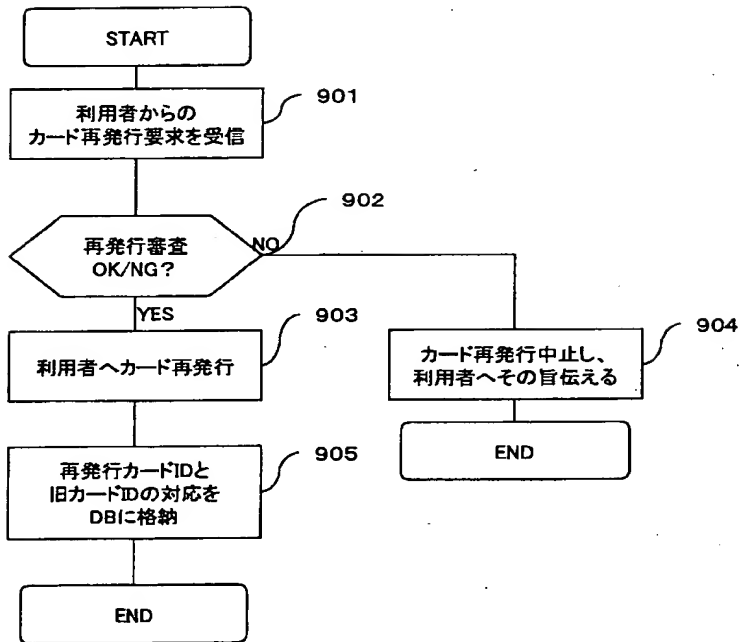 START
利用者からの
カード再発行要求を受信
901
902
再発行審査
OK/NG?
NO
YES
903
利用者へカード再発行
904
カード再発行中止し、
利用者へその旨伝える
END
905
再発行カードIDと
旧カードIDの対応を
DBに格納
END